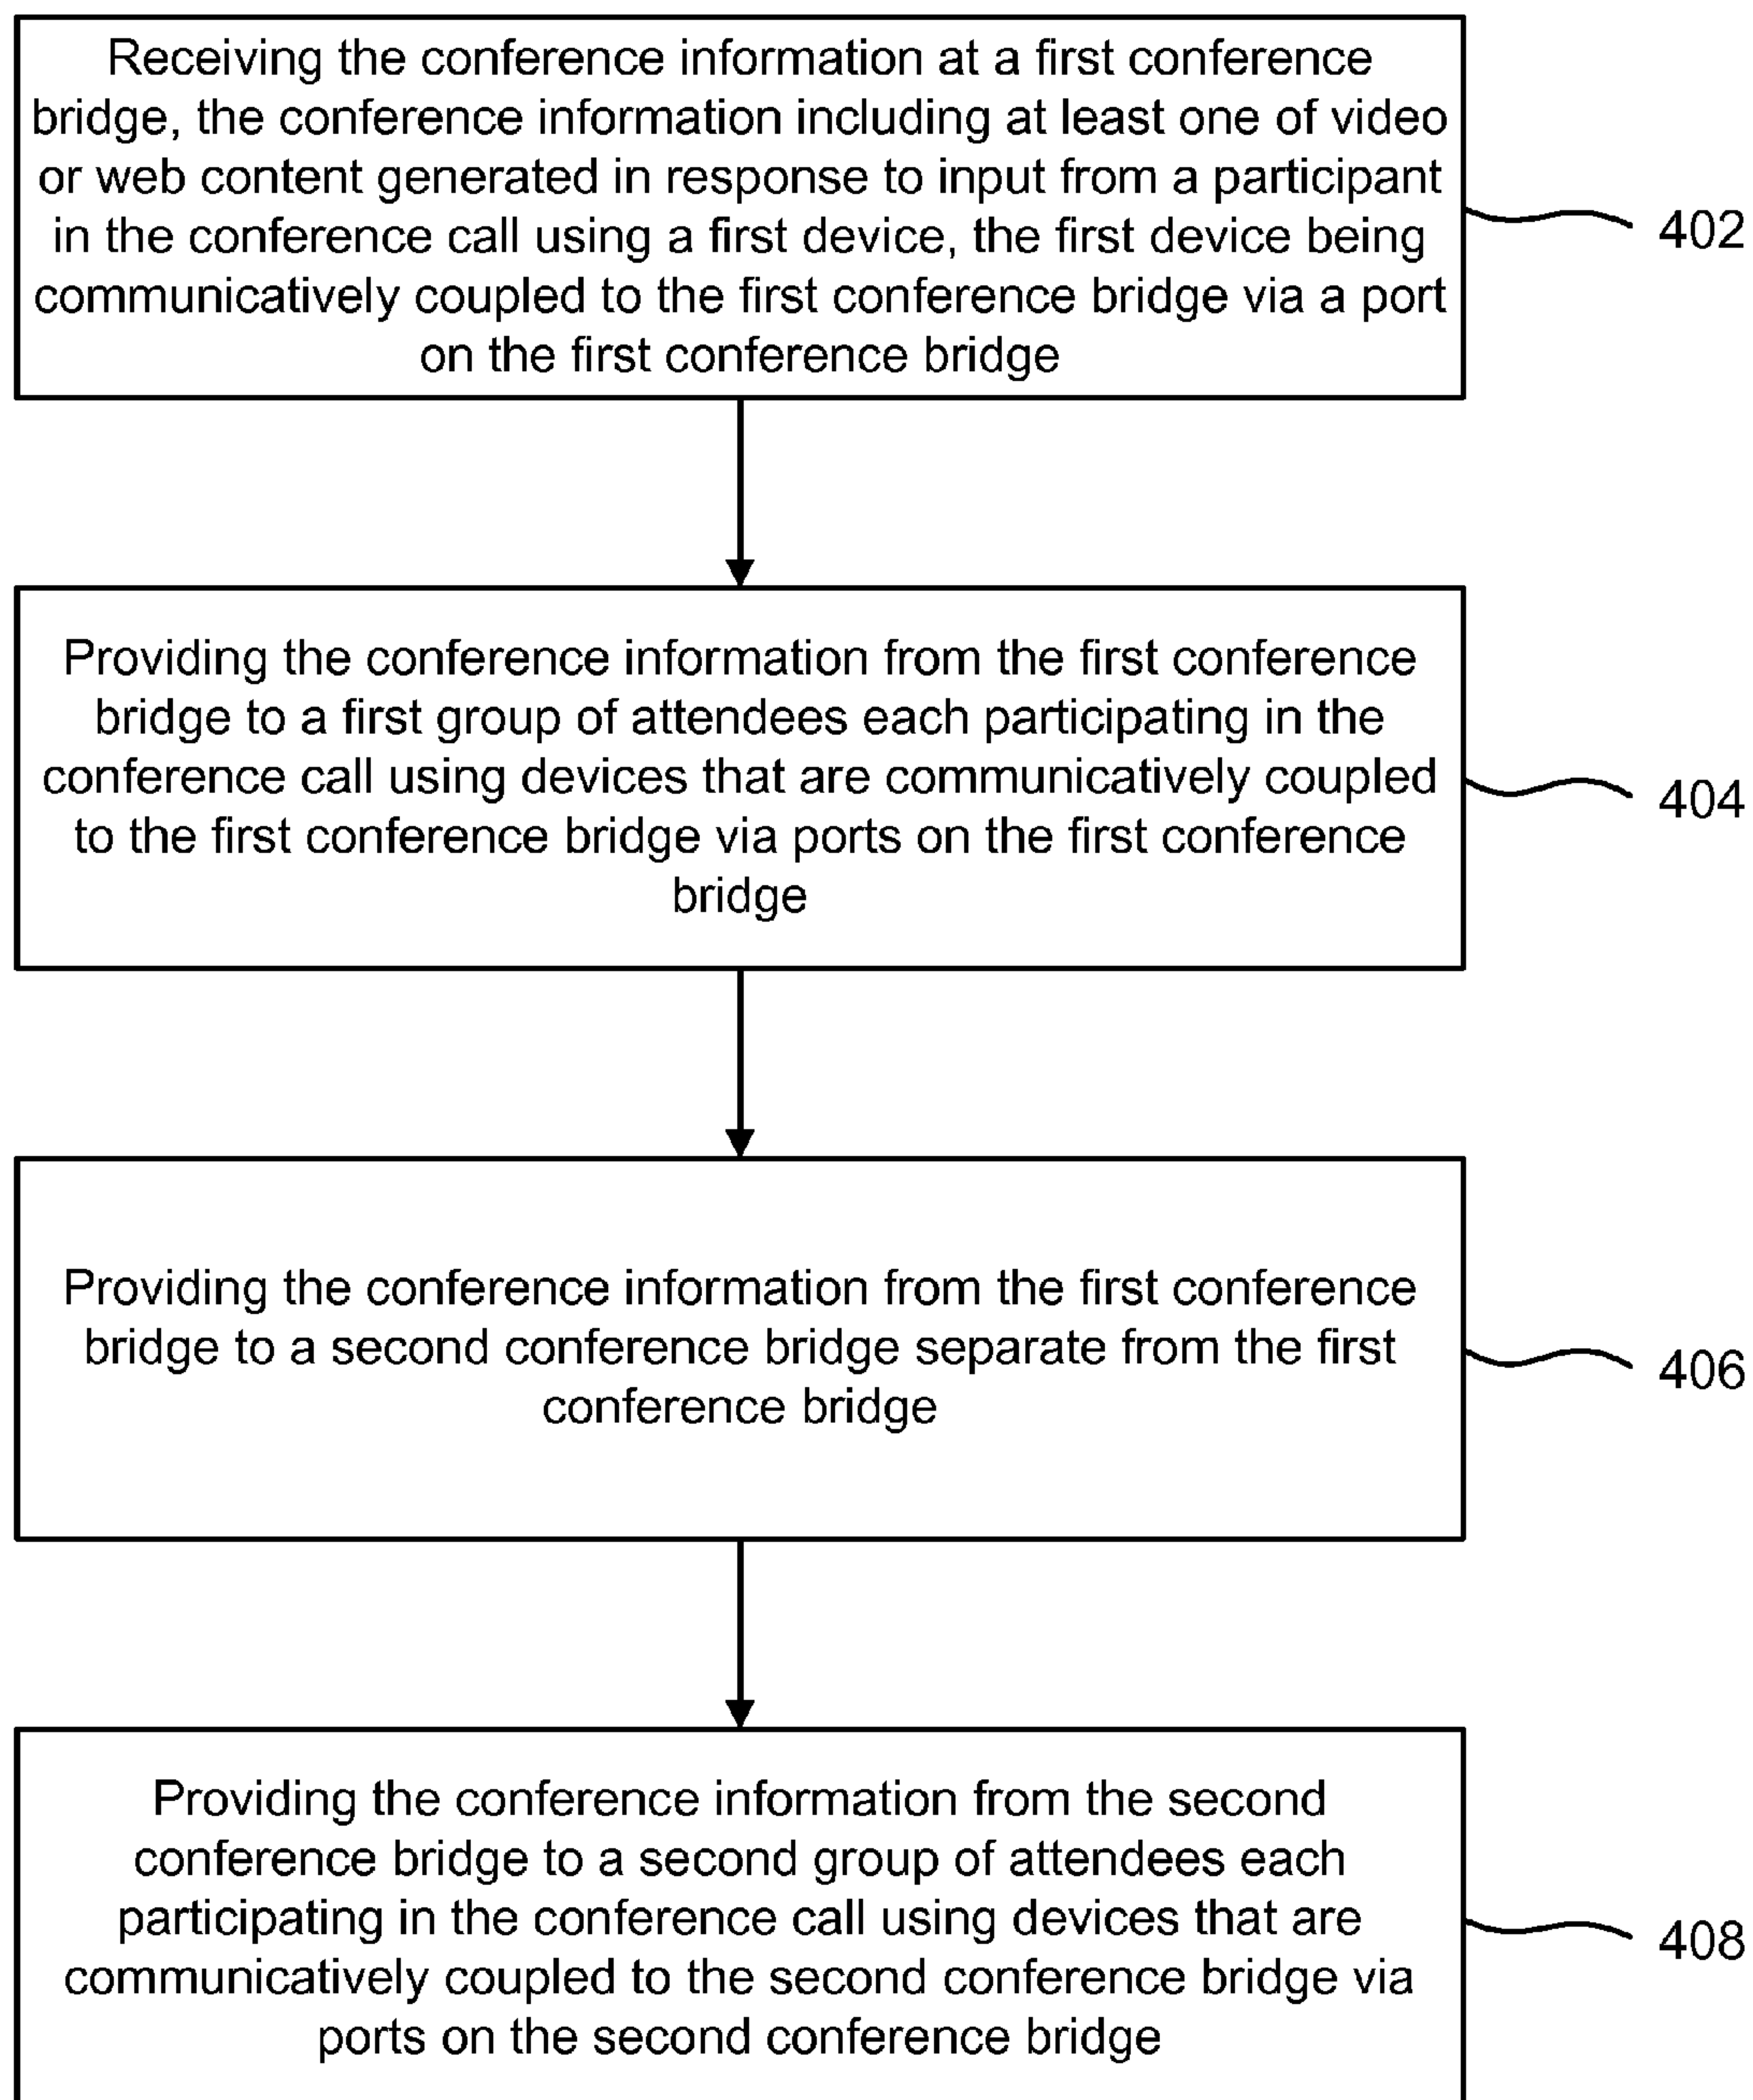 Receiving the conference information at a first conference
bridge, the conference information including at least one of video
or web content generated in response to input from a participant
in the conference call using a first device, the first device being
communicatively coupled to the first conference bridge via a port
on the first conference bridge
402
Providing the conference information from the first conference
bridge to a first group of attendees each participating in the
conference call using devices that are communicatively coupled
to the first conference bridge via ports on the first conference
bridge
404
Providing the conference information from the first conference
bridge to a second conference bridge separate from the first
conference bridge
406
Providing the conference information from the second
conference bridge to a second group of attendees each
participating in the conference call using devices that are
communicatively coupled to the second conference bridge via
ports on the second conference bridge
408